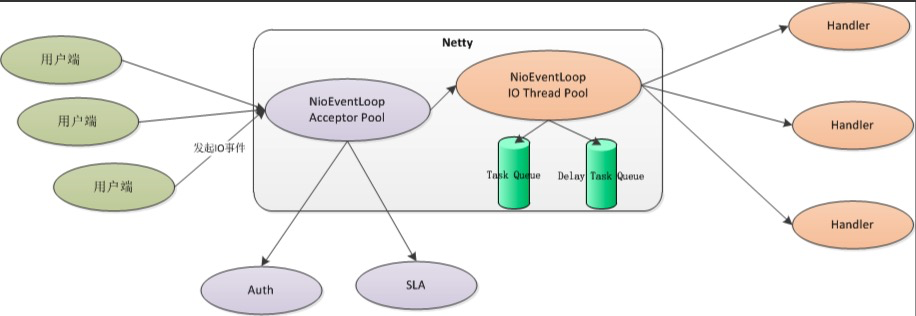 Netty
Handler
用户端
NioEventLoop
IO Thread Pool
NioEventLoop
Acceptor Pool
用户端
Handler
发起IO事件
Task Queue
Delay Task Queue
用户端
Handler
Auth
SLA